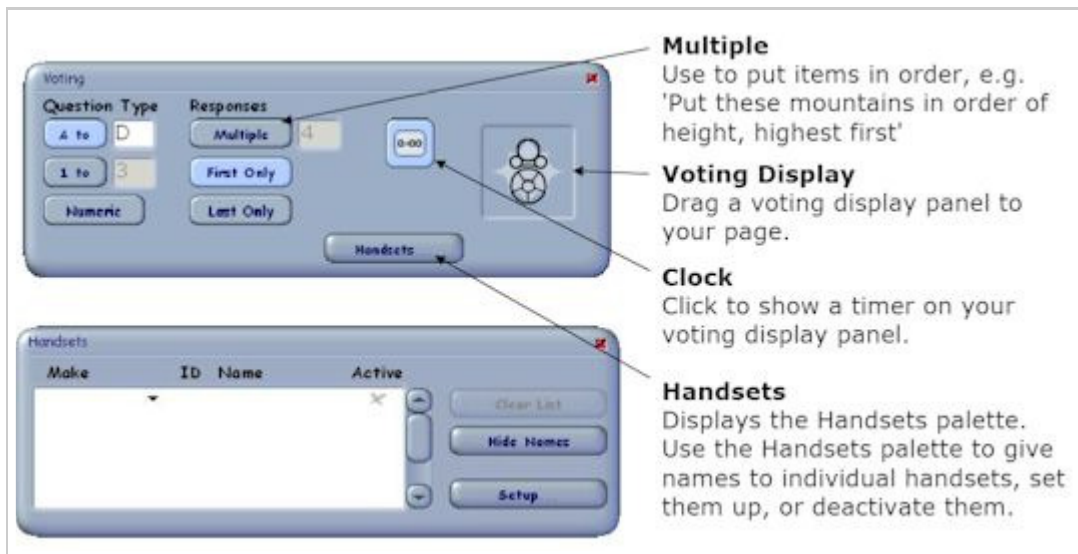 Voting
Question Type
Responses
A to
D
Multiple
4
0:00
1 to
3
First Only
Numeric
Last Only
Handsets
Handsets
Make
ID
Name
Active
Clear List
Hide Names
Setup
Multiple
Use to put items in order, e.g.
'Put these mountains in order of
height, highest first'
Voting Display
Drag a voting display panel to
your page.
Clock
Click to show a timer on your
voting display panel.
Handsets
Displays the Handsets palette.
Use the Handsets palette to give
names to individual handsets, set
them up, or deactivate them.